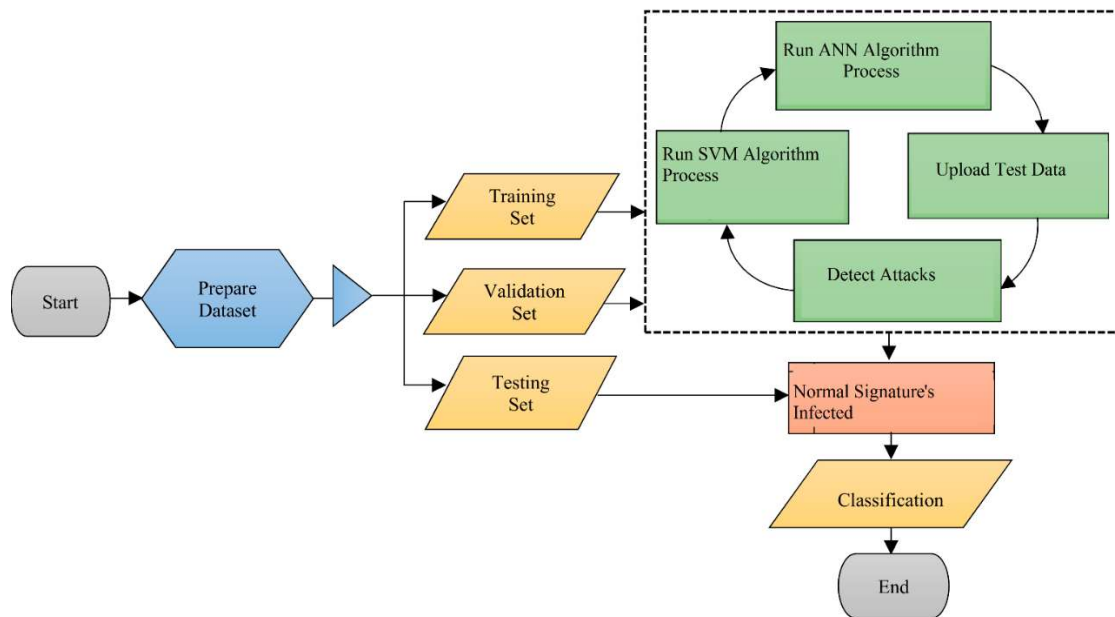 Start
Prepare
Dataset
Training
Set
Validation
Set
Testing
Set
Run ANN Algorithm
Process
Run SVM Algorithm
Process
Upload Test Data
Detect Attacks
Normal Signature's
Infected
Classification
End